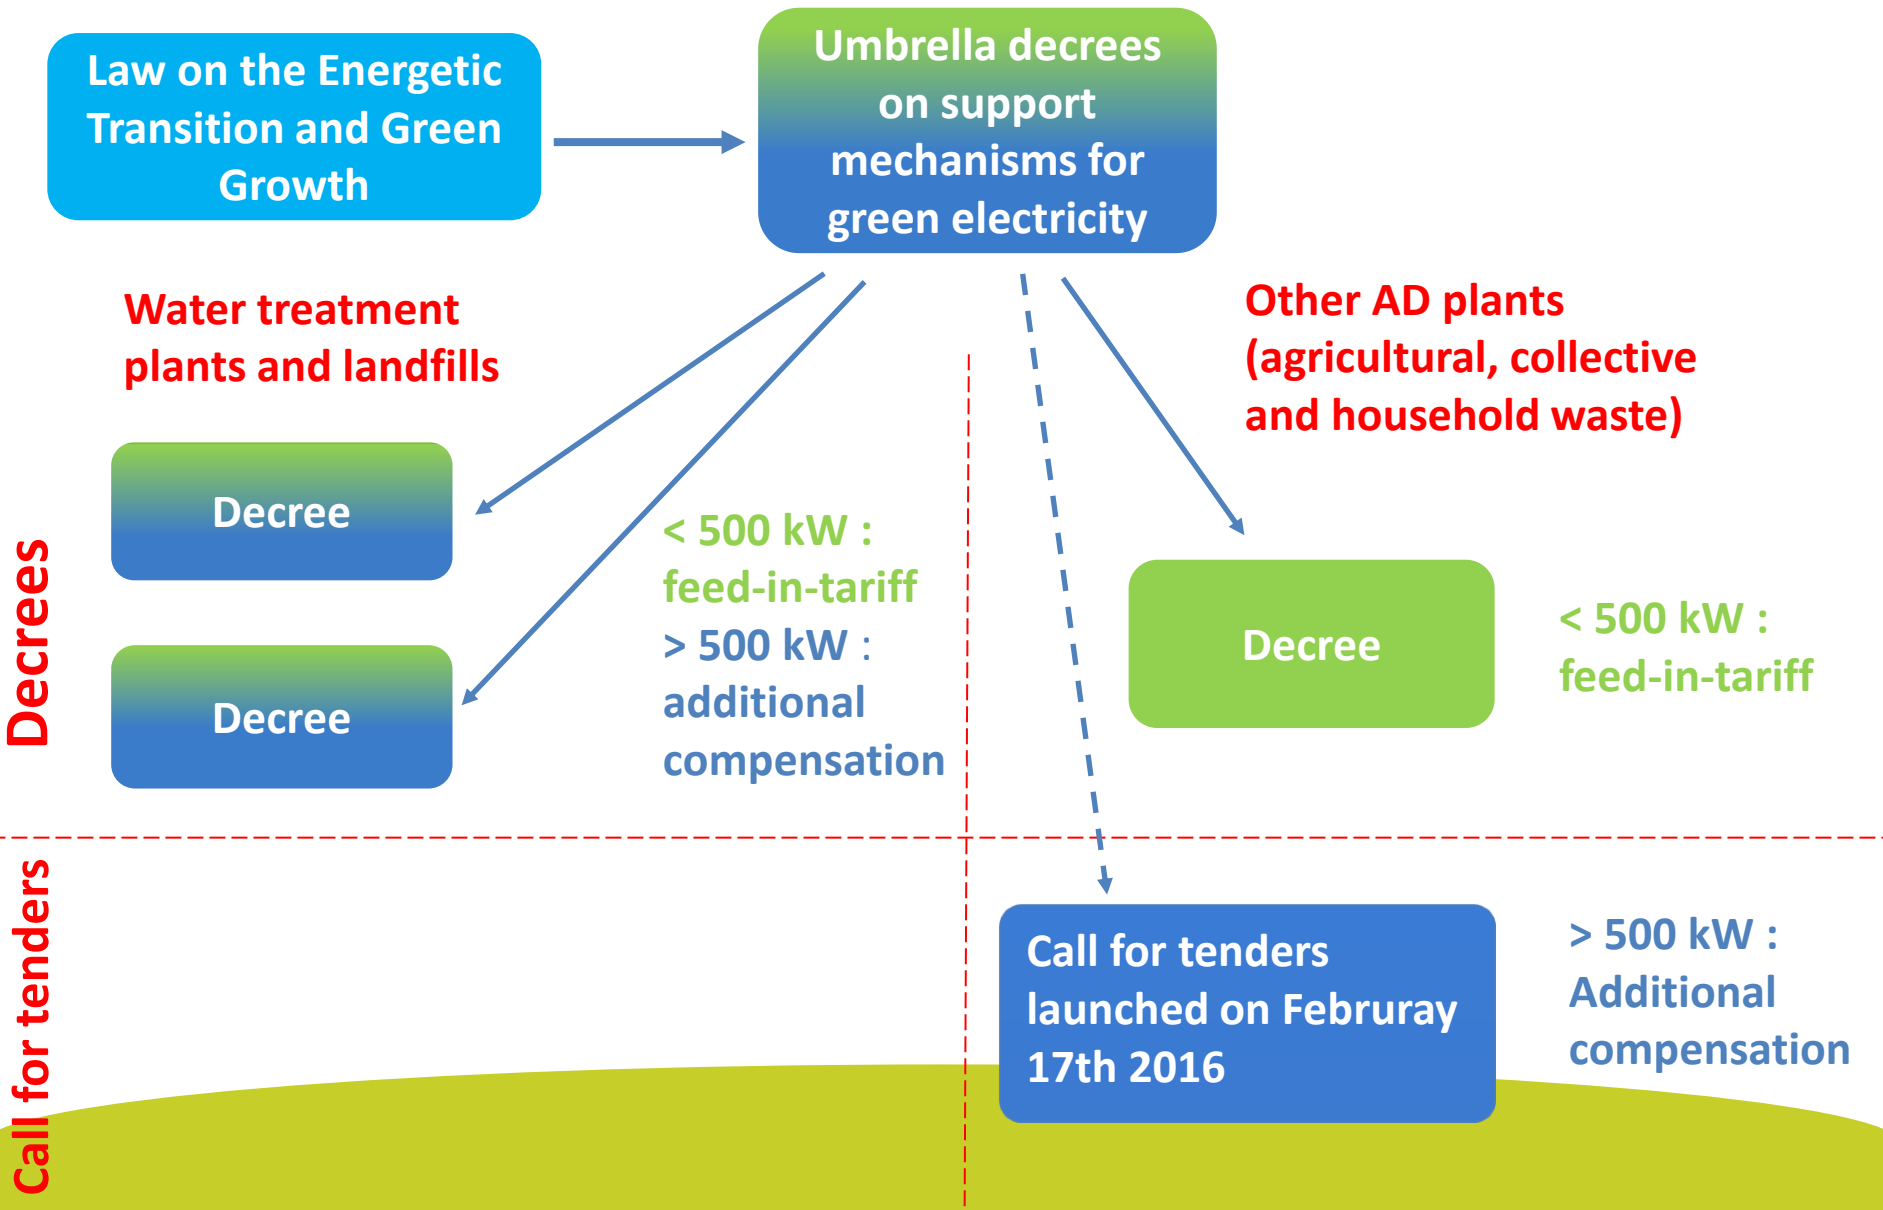 Law on the Energetic
Transition and Green
Growth
Umbrella decrees
on support
mechanisms for
green electricity
Water treatment
plants and landfills
Other AD plants
(agricultural, collective
and household waste)
Decrees
Decree
Decree
< 500 kW :
feed-in-tariff
> 500 kW :
additional
compensation
Decree
< 500 kW :
feed-in-tariff
Call for tenders
Call for tenders
launched on Februray
17th 2016
> 500 kW :
Additional
compensation